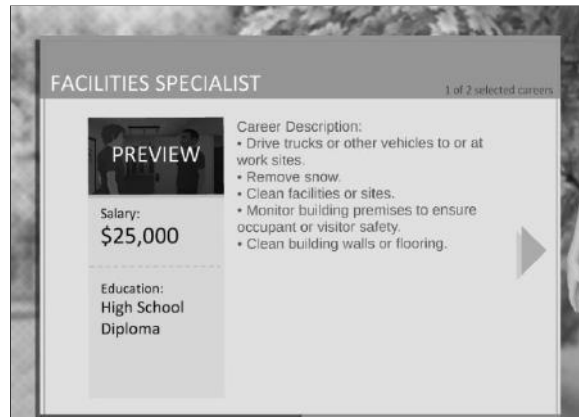 FACILITIES SPECIALIST
1 of 2 selected careers
PREVIEW
Salary:
$25,000
Education:
High School
Diploma
Career Description:
• Drive trucks or other vehicles to or at
work sites.
• Remove snow.
• Clean facilities or sites.
• Monitor building premises to ensure
occupant or visitor safety.
• Clean building walls or flooring.